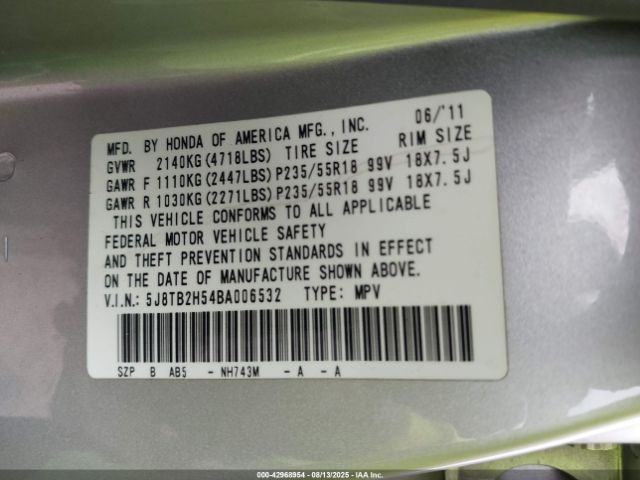 MFD. BY HONDA OF AMERICA MFG., INC. 06/'11
GVWR 2140KG(4718LBS) TIRE SIZE RIM SIZE
GAWR F 1110KG(2447LBS) P235/55R18 99V 18X7.5J
GAWR R 1030KG(2271LBS) P235/55R18 99V 18X7.5J
THIS VEHICLE CONFORMS TO ALL APPLICABLE
FEDERAL MOTOR VEHICLE SAFETY
AND THEFT PREVENTION STANDARDS IN EFFECT
ON THE DATE OF MANUFACTURE SHOWN ABOVE.
V.I.N.: 5J8TB2H54BA006532 TYPE: MPV
SZP B AB5 - NH743M - A - A
000-42968954 - 08/13/2025 - IAA Inc.